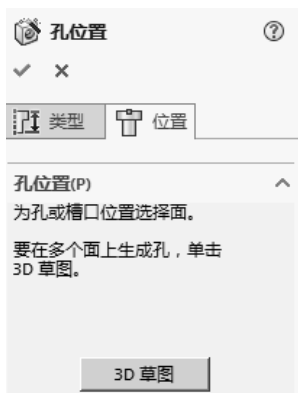 孔位置
类型
位置
孔位置(P)
为孔或槽口位置选择面。
要在多个面上生成孔，单击
3D 草图。
3D 草图